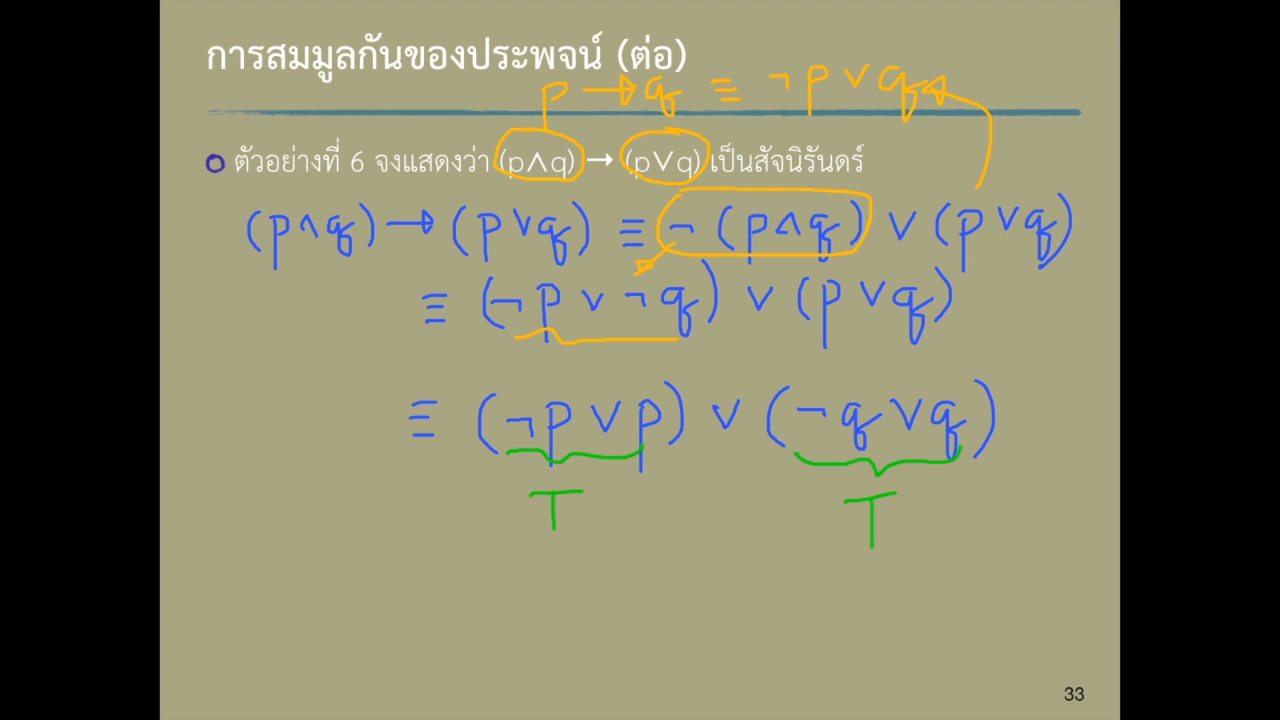 การสมมูลกันของประพจน์ (ต่อ)
p → q ≡ ¬p ∨ q
ตัวอย่างที่ 6 จงแสดงว่า (p∧q) → (p∨q) เป็นสัจนิรันดร์
(p ∧ q) → (p ∨ q) ≡ ¬(p ∧ q) ∨ (p ∨ q)
≡ (¬p ∨ ¬q) ∨ (p ∨ q)
≡ (¬p ∨ p) ∨ (¬q ∨ q)
T T
33